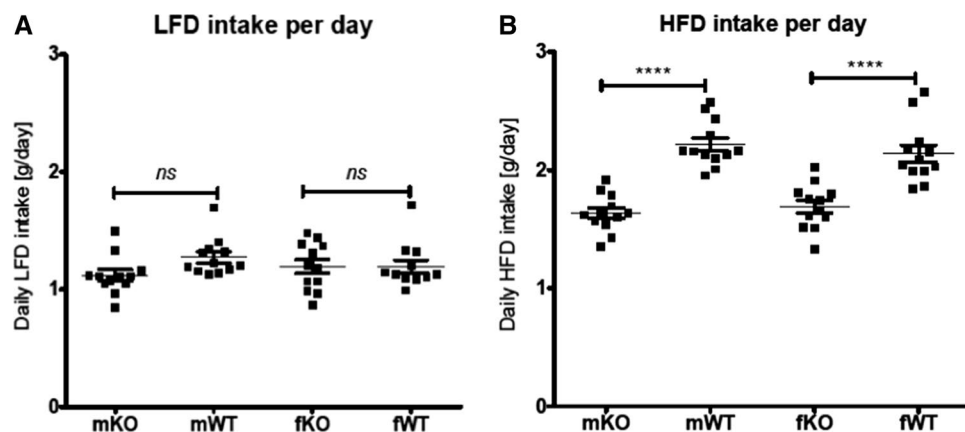 A
LFD intake per day
Daily LFD intake [g/day]
3
2
1
0
ns
ns
mKO mWT fKO fWT
B
HFD intake per day
Daily HFD intake [g/day]
3
2
1
0
****
****
mKO mWT fKO fWT